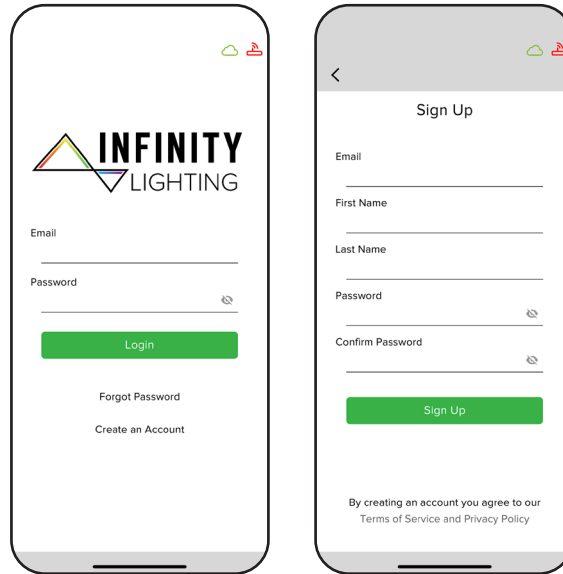 INFINITY
LIGHTING
Email
Password
Login
Forgot Password
Create an Account
Sign Up
Email
First Name
Last Name
Password
Confirm Password
Sign Up
By creating an account you agree to our
Terms of Service and Privacy Policy